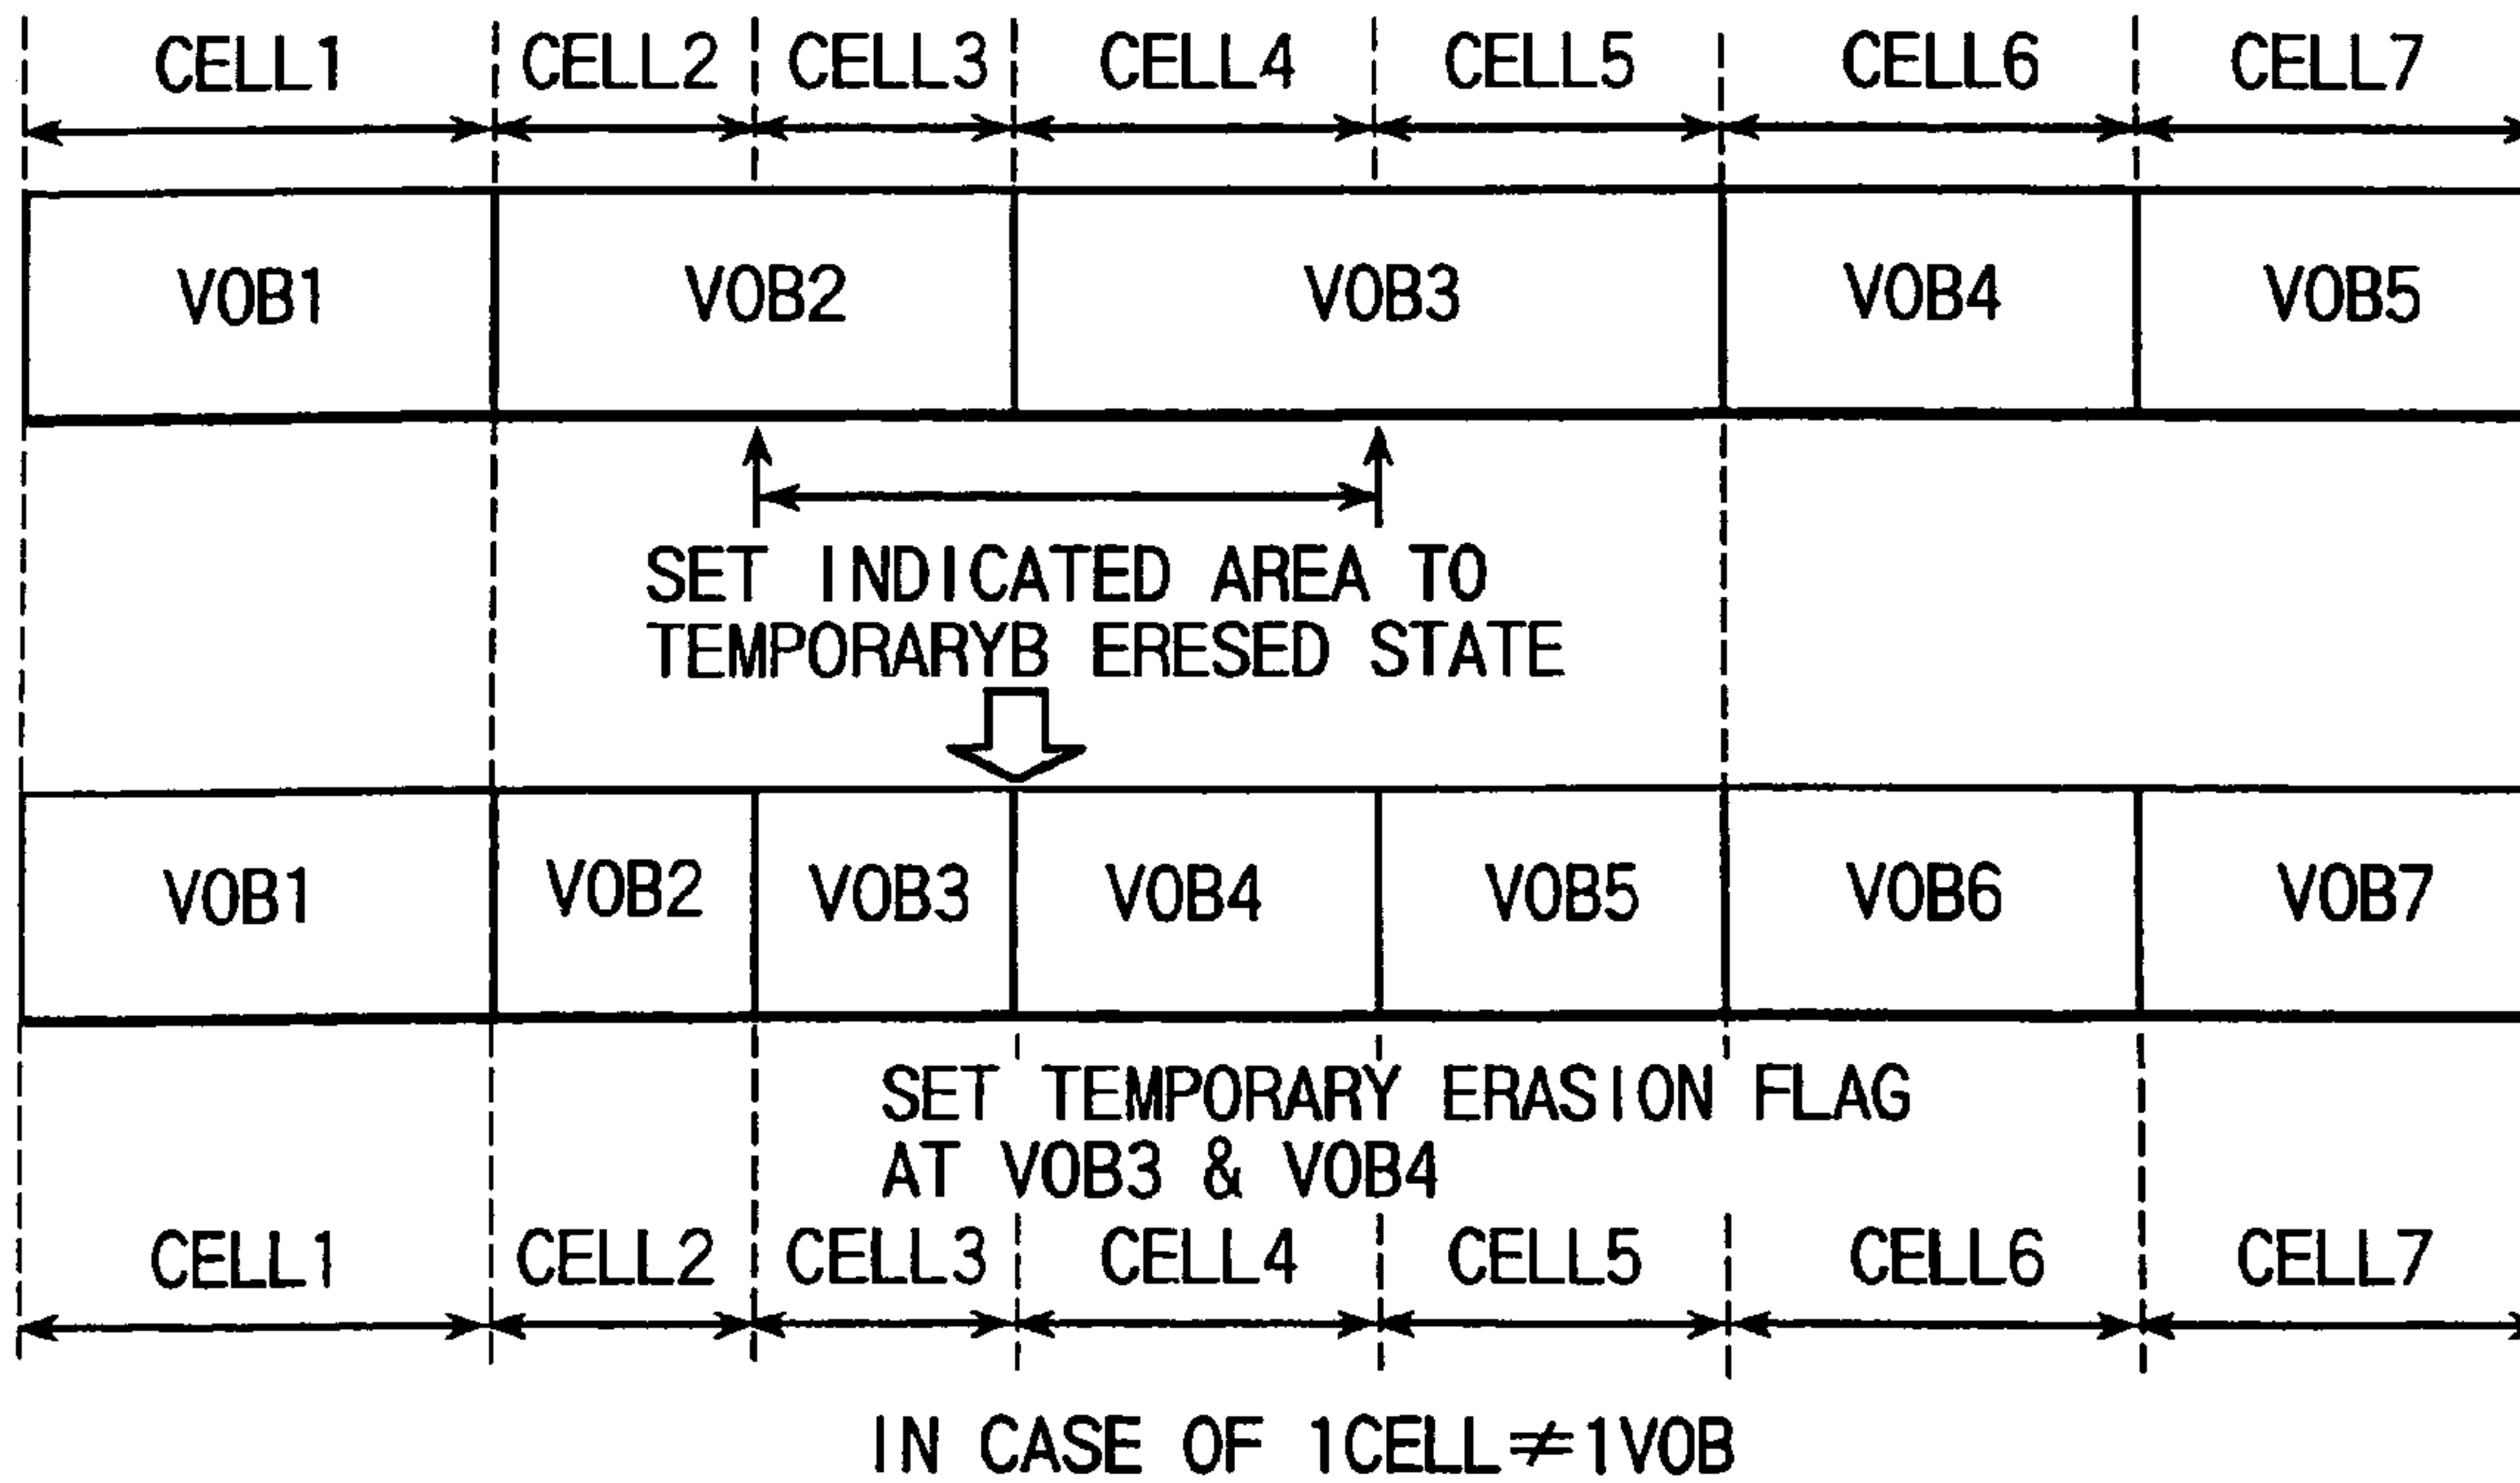 CELL1 CELL2 CELL3 CELL4 CELL5 CELL6 CELL7
VOB1 VOB2 VOB3 VOB4 VOB5
SET INDICATED AREA TO
TEMPORARYB ERESED STATE
VOB1 VOB2 VOB3 VOB4 VOB5 VOB6 VOB7
SET TEMPORARY ERASION FLAG
AT VOB3 & VOB4
CELL1 CELL2 CELL3 CELL4 CELL5 CELL6 CELL7
IN CASE OF 1CELL≠1VOB